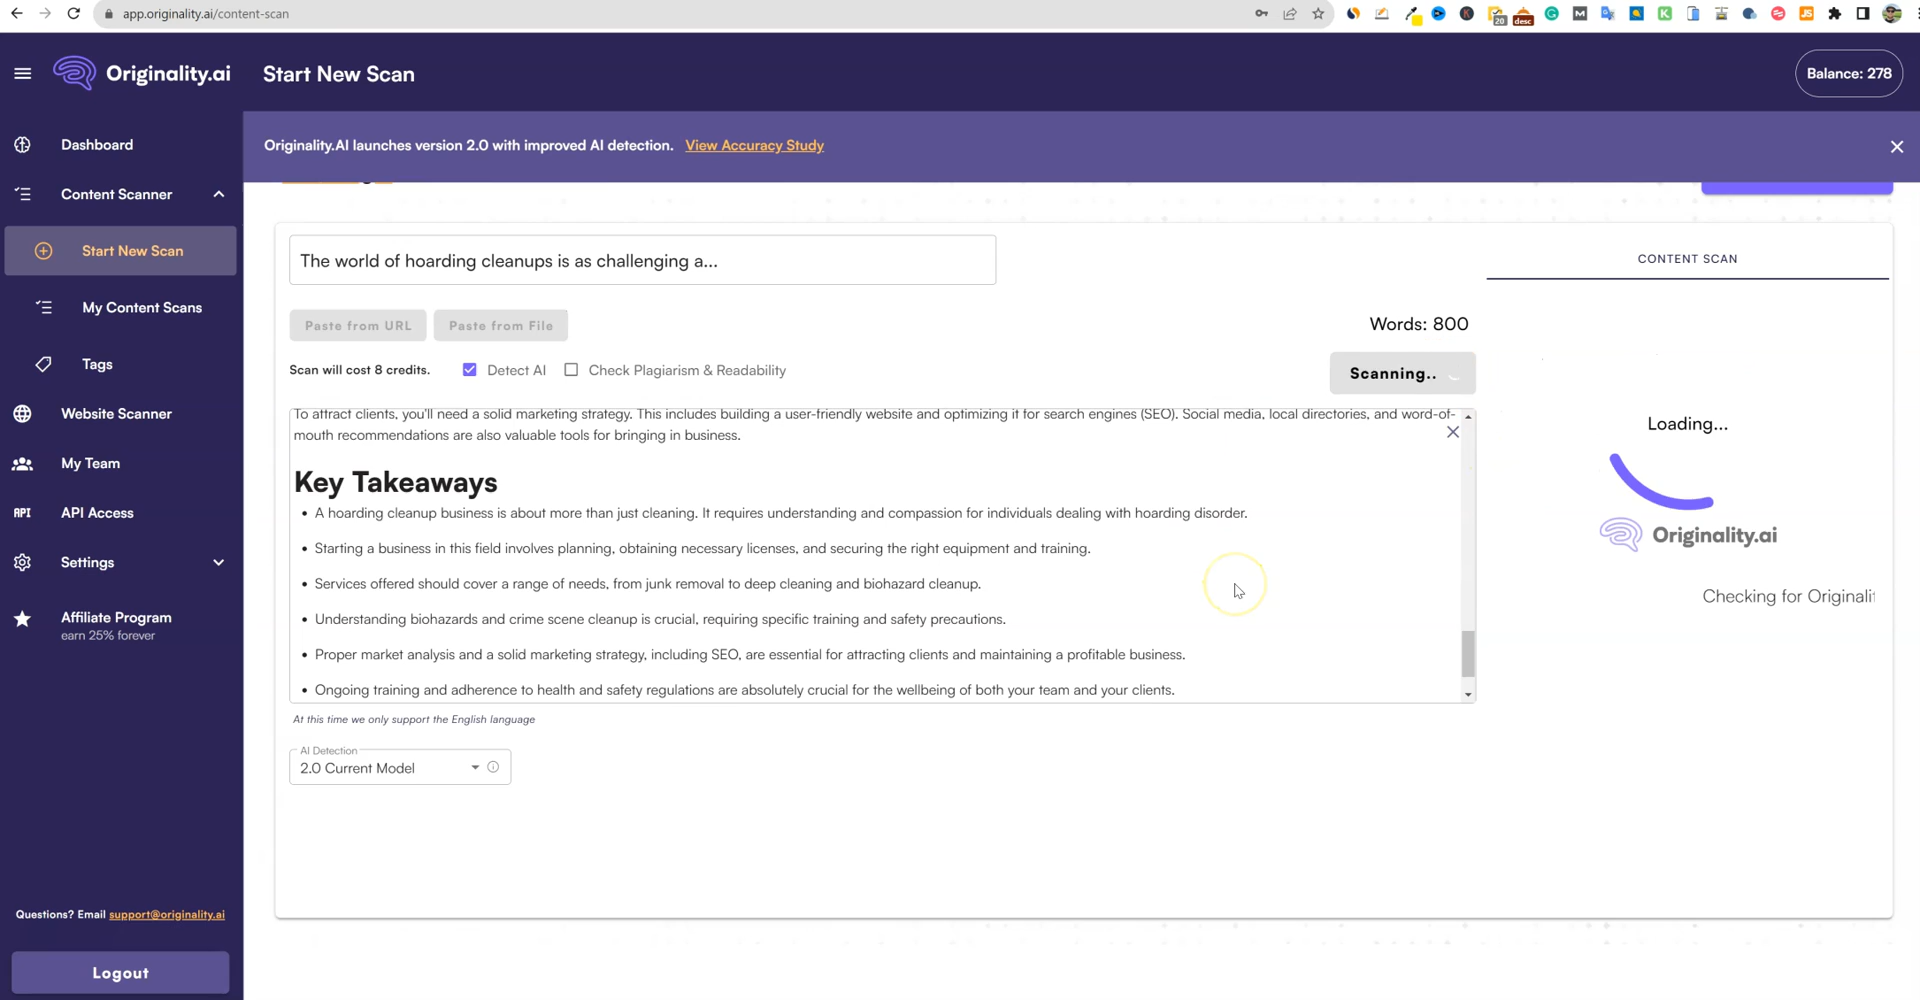 app.originality.ai/content-scan
20
desc
M
K
JS
Originality.ai
Start New Scan
Balance: 278
Originality.AI launches version 2.0 with improved AI detection. View Accuracy Study
Dashboard
Content Scanner
Start New Scan
My Content Scans
Tags
Website Scanner
My Team
API
API Access
Settings
Affiliate Program
earn 25% forever
Questions? Email support@originality.ai
Logout
The world of hoarding cleanups is as challenging a...
Paste from URL
Paste from File
Words: 800
Scan will cost 8 credits.
Detect AI
Check Plagiarism & Readability
Scanning..
To attract clients, you'll need a solid marketing strategy. This includes building a user-friendly website and optimizing it for search engines (SEO). Social media, local directories, and word-of-
mouth recommendations are also valuable tools for bringing in business.
Key Takeaways
• A hoarding cleanup business is about more than just cleaning. It requires understanding and compassion for individuals dealing with hoarding disorder.
• Starting a business in this field involves planning, obtaining necessary licenses, and securing the right equipment and training.
• Services offered should cover a range of needs, from junk removal to deep cleaning and biohazard cleanup.
• Understanding biohazards and crime scene cleanup is crucial, requiring specific training and safety precautions.
• Proper market analysis and a solid marketing strategy, including SEO, are essential for attracting clients and maintaining a profitable business.
• Ongoing training and adherence to health and safety regulations are absolutely crucial for the wellbeing of both your team and your clients.
At this time we only support the English language
AI Detection
2.0 Current Model
CONTENT SCAN
Loading...
Originality.ai
Checking for Originali